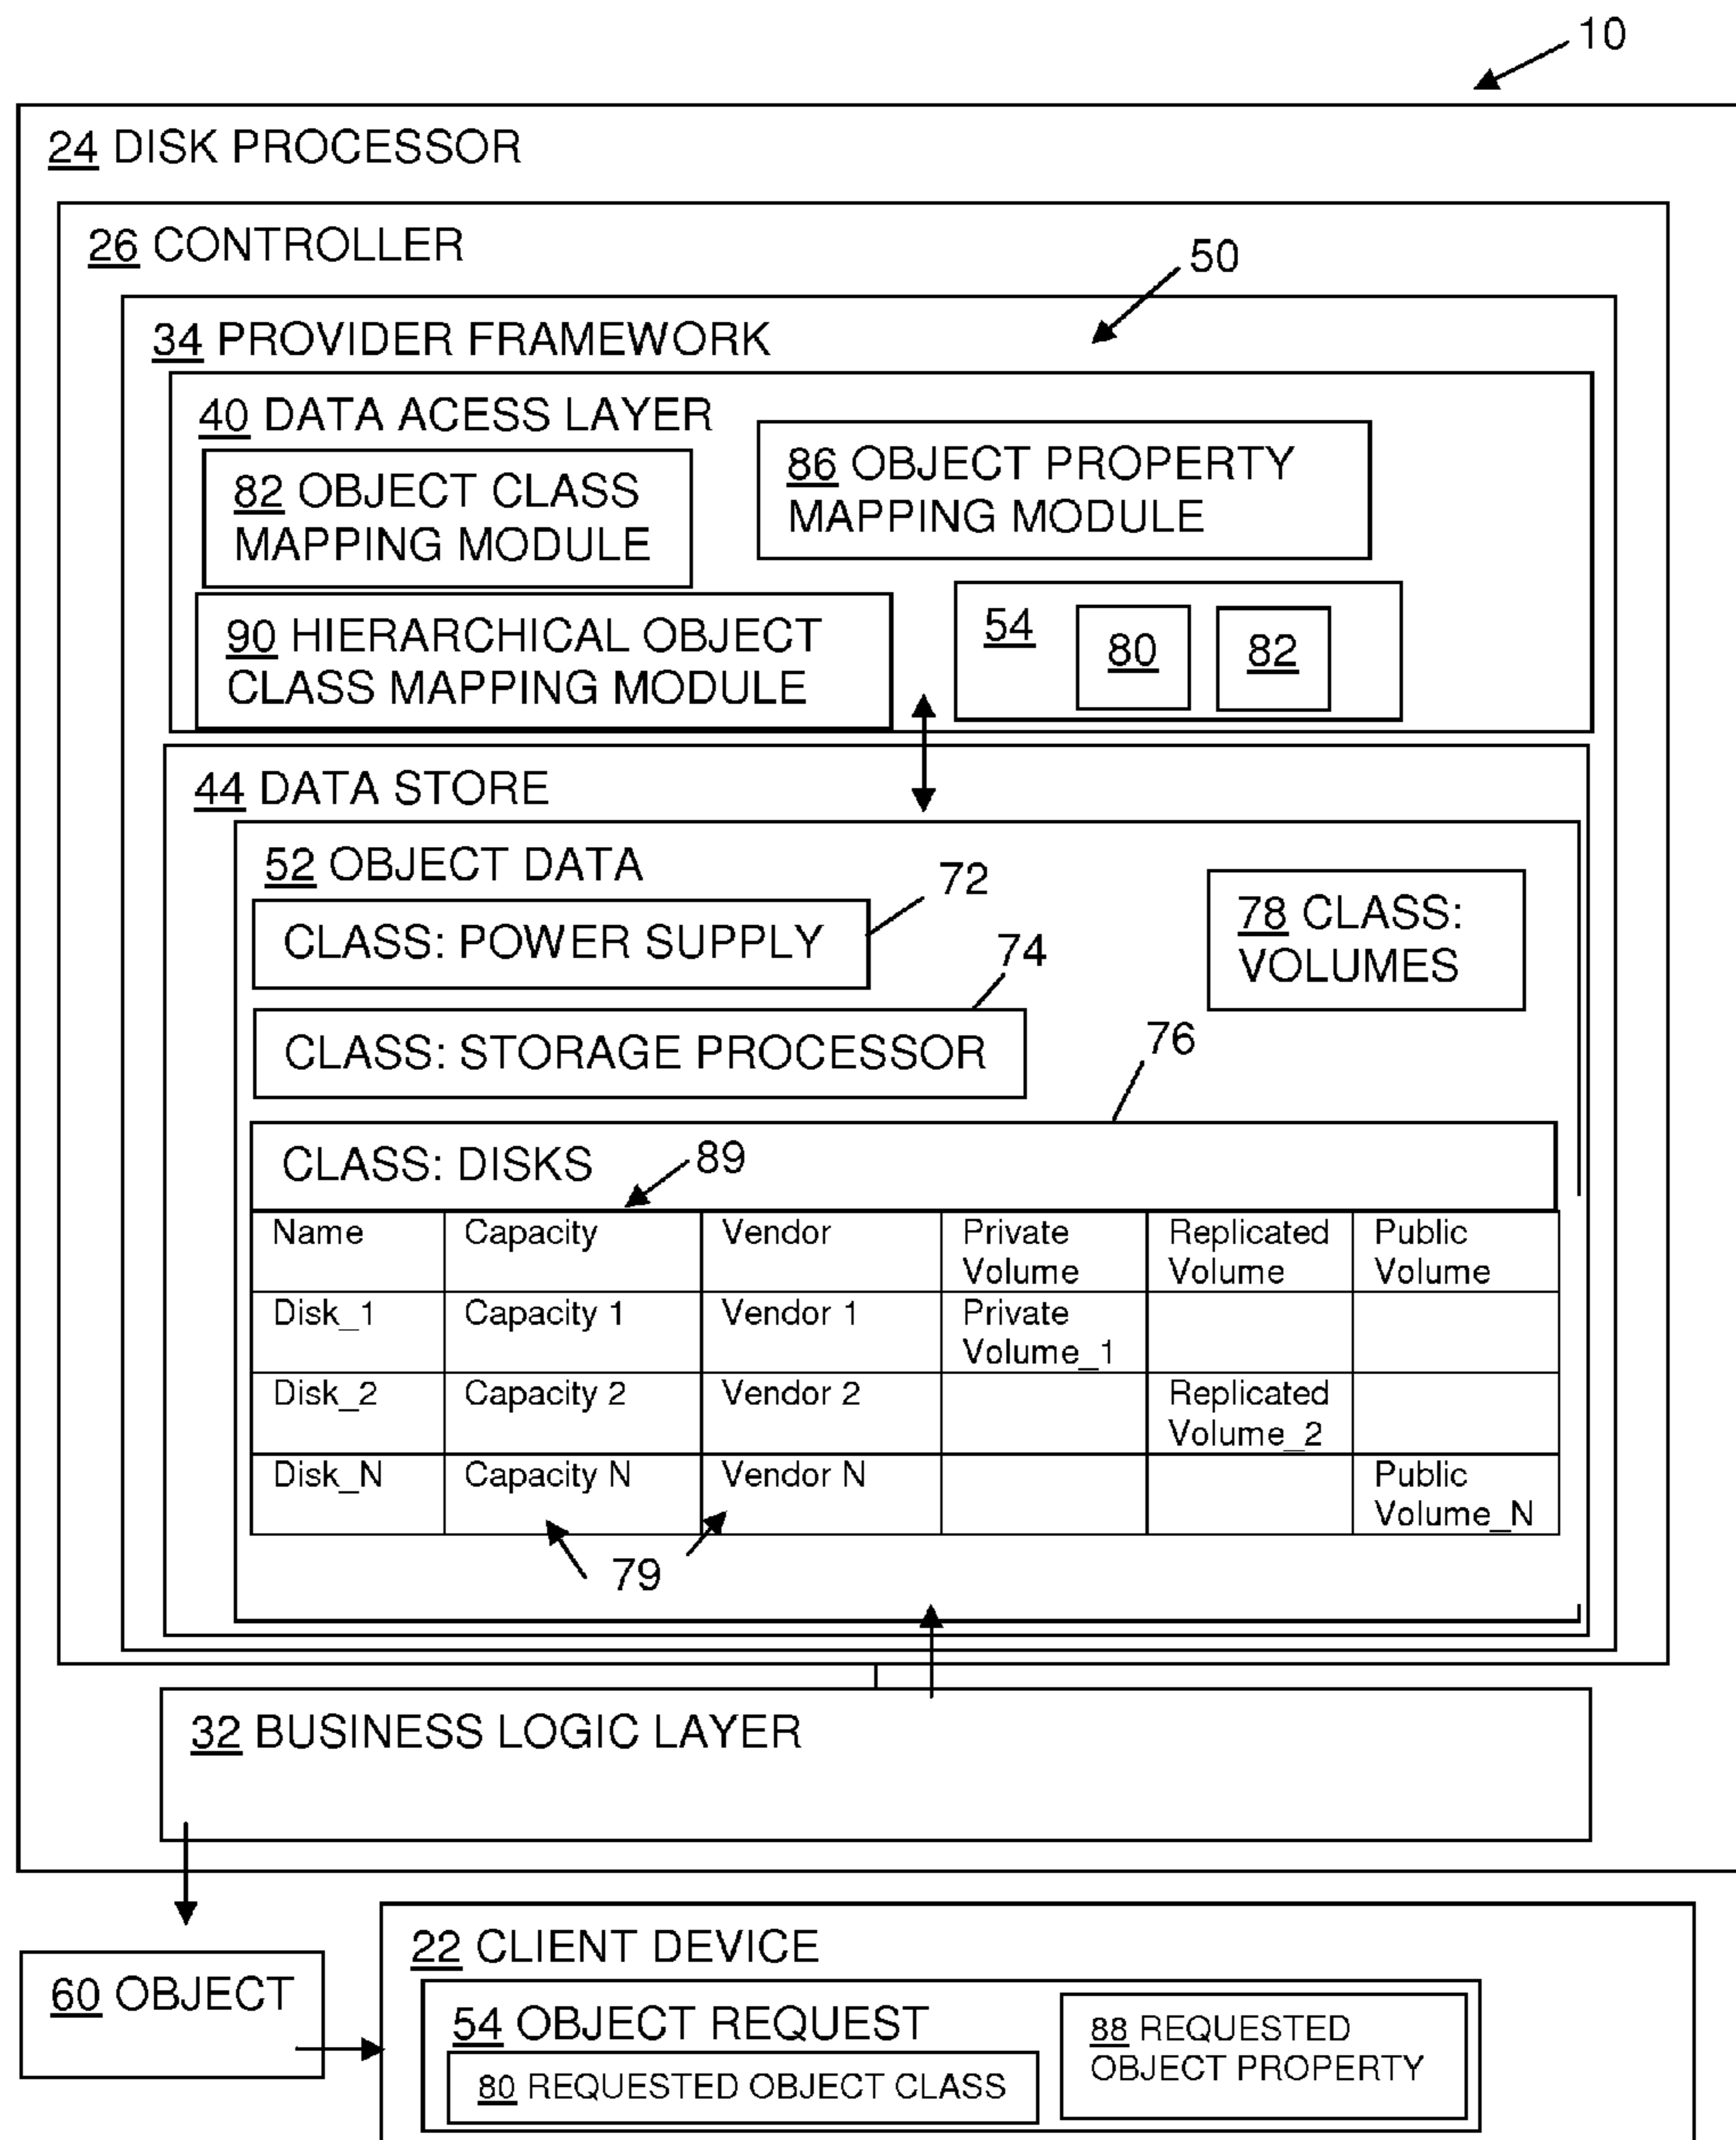 10
24 DISK PROCESSOR
26 CONTROLLER
50
34 PROVIDER FRAMEWORK
40 DATA ACESS LAYER
82 OBJECT CLASS
MAPPING MODULE
86 OBJECT PROPERTY
MAPPING MODULE
90 HIERARCHICAL OBJECT
CLASS MAPPING MODULE
54
80
82
44 DATA STORE
52 OBJECT DATA
72
CLASS: POWER SUPPLY
78 CLASS:
VOLUMES
74
CLASS: STORAGE PROCESSOR
76
CLASS: DISKS
89
Name Capacity Vendor Private Volume Replicated Volume Public Volume
Disk_1 Capacity 1 Vendor 1 Private Volume_1
Disk_2 Capacity 2 Vendor 2 Replicated Volume_2
Disk_N Capacity N Vendor N Public Volume_N
79
32 BUSINESS LOGIC LAYER
60 OBJECT
22 CLIENT DEVICE
54 OBJECT REQUEST
80 REQUESTED OBJECT CLASS
88 REQUESTED
OBJECT PROPERTY